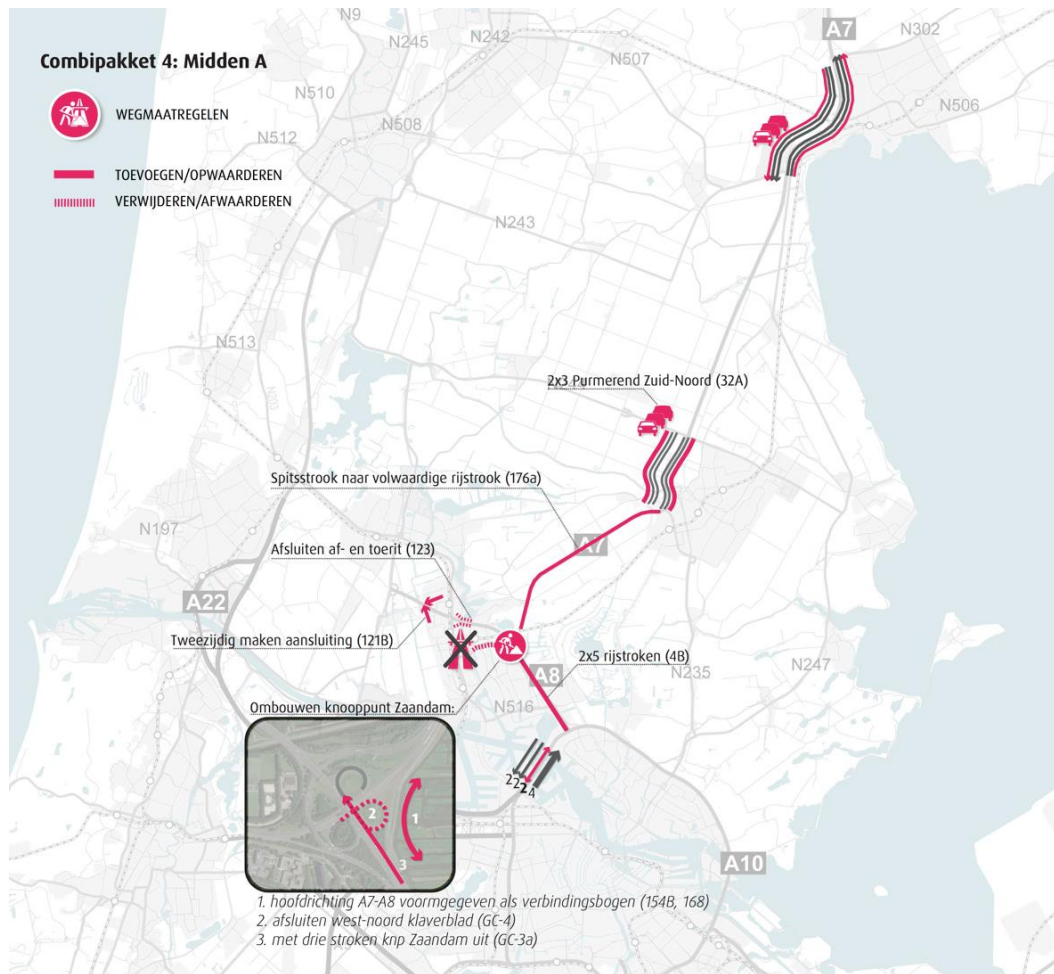 Combipakket 4: Midden A
WEGMAATREGELEN
TOEVOEGEN/OPWAARDEREN
VERWIJDEREN/AFWAARDEREN
N9
N245
N242
N507
A7
N302
N506
N510
N512
N508
N243
N513
N203
2x3 Purmerend Zuid-Noord (32A)
Spitsstrook naar volwaardige rijstrook (176a)
N197
A7
Afsluiten af- en toerit (123)
A22
Tweezijdig maken aansluiting (121B)
2x5 rijstroken (4B)
A8
N235
N247
Ombouwen knooppunt Zaandam:
N516
2224
1
2
3
A10
1. hoofdrichting A7-A8 voormgegeven als verbindingsbogen (154B, 168)
2. afsluiten west-noord klaverblad (GC-4)
3. met drie stroken knp Zaandam uit (GC-3a)